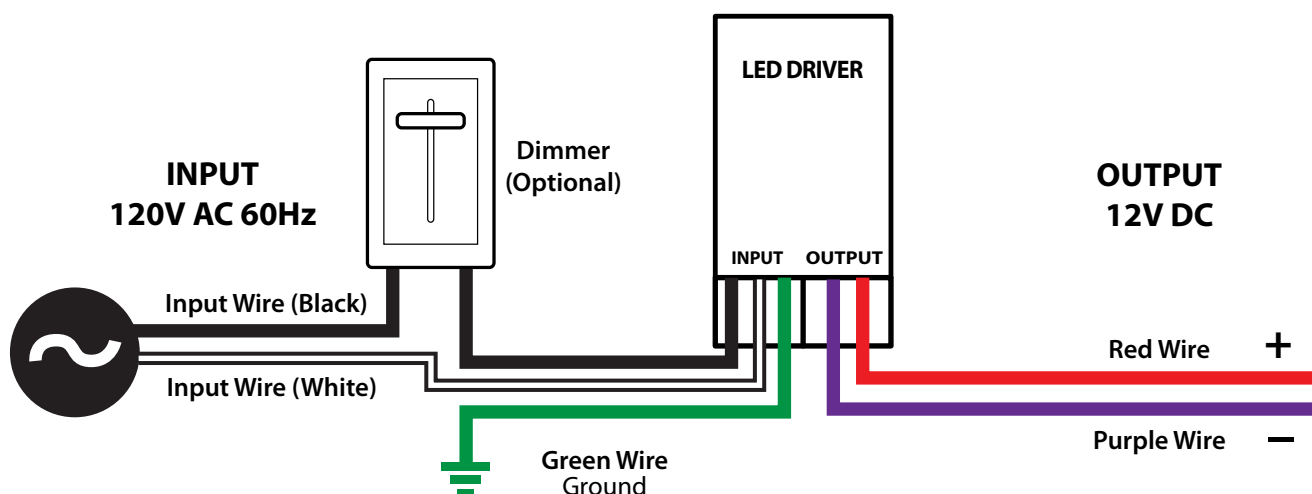 LED DRIVER
Dimmer
(Optional)
INPUT
120V AC 60Hz
OUTPUT
12V DC
INPUT OUTPUT
Input Wire (Black)
Input Wire (White)
Red Wire +
Purple Wire −
Green Wire
Ground